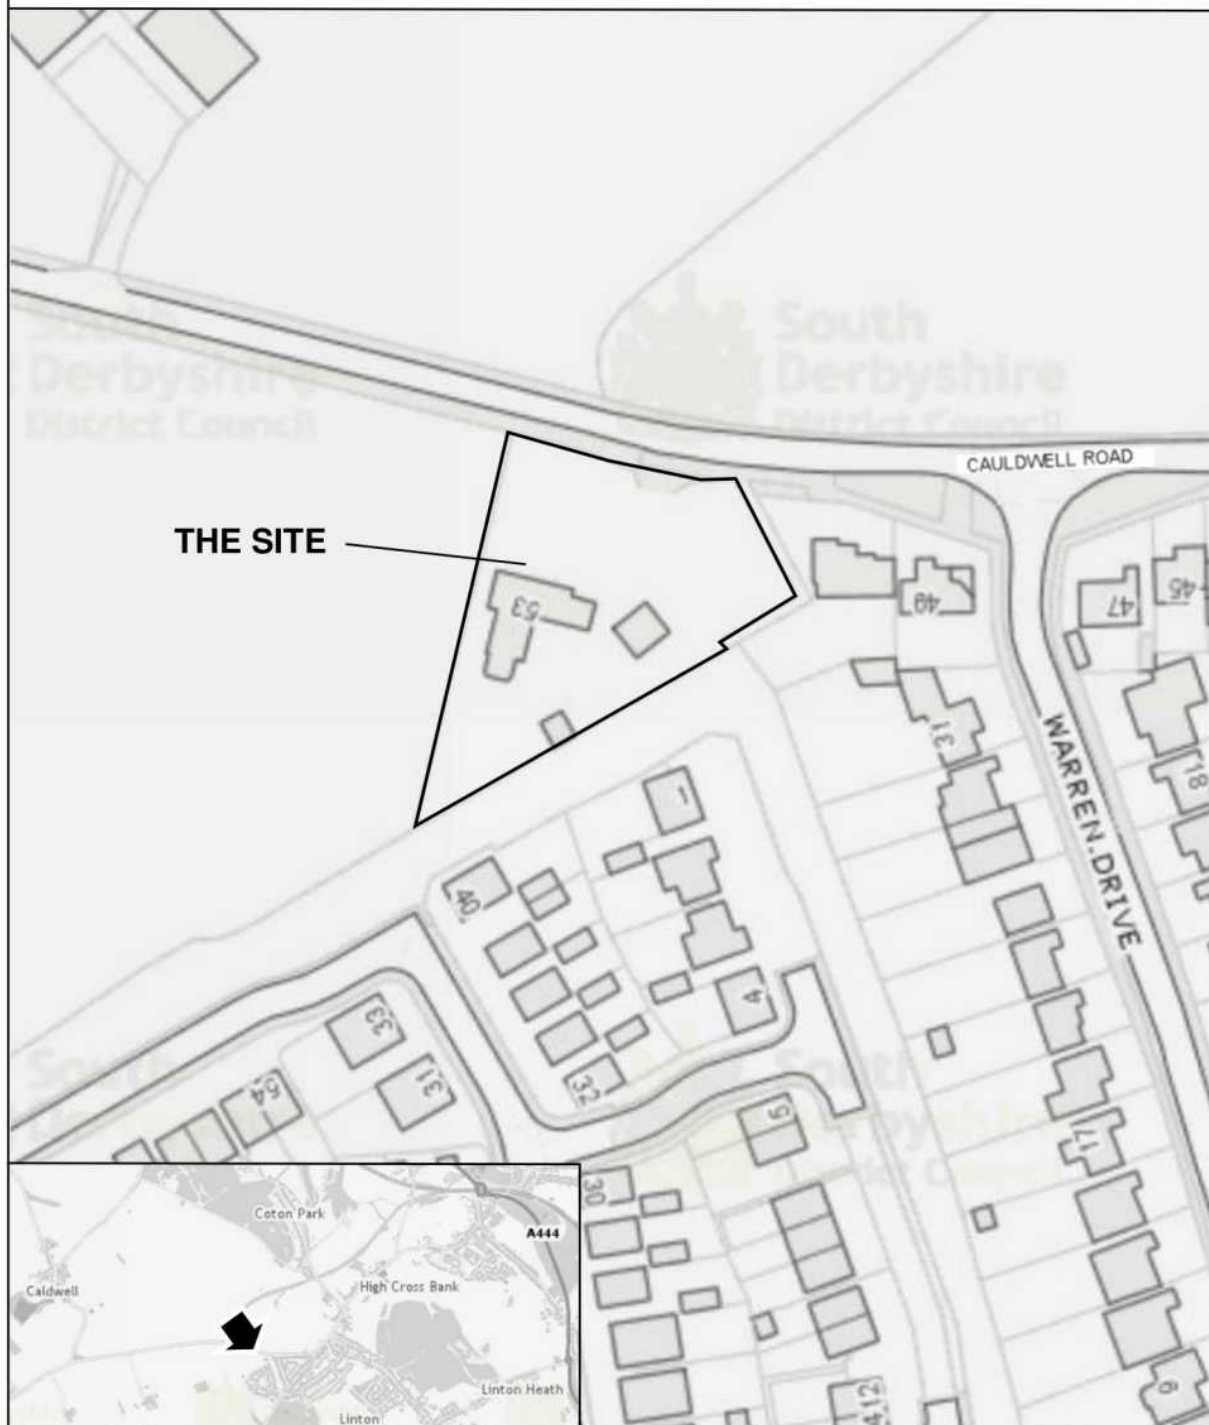 South
Derbyshire
District Council
South
Derbyshire
District Council
CAULDWELL ROAD
THE SITE
53
49
47
45
31
WARREN DRIVE
18
1
40
4
33
31
32
54
5
17
30
6
South
South
Coton Park
A444
Caldwell
High Cross Bank
Linton Heath
Linton